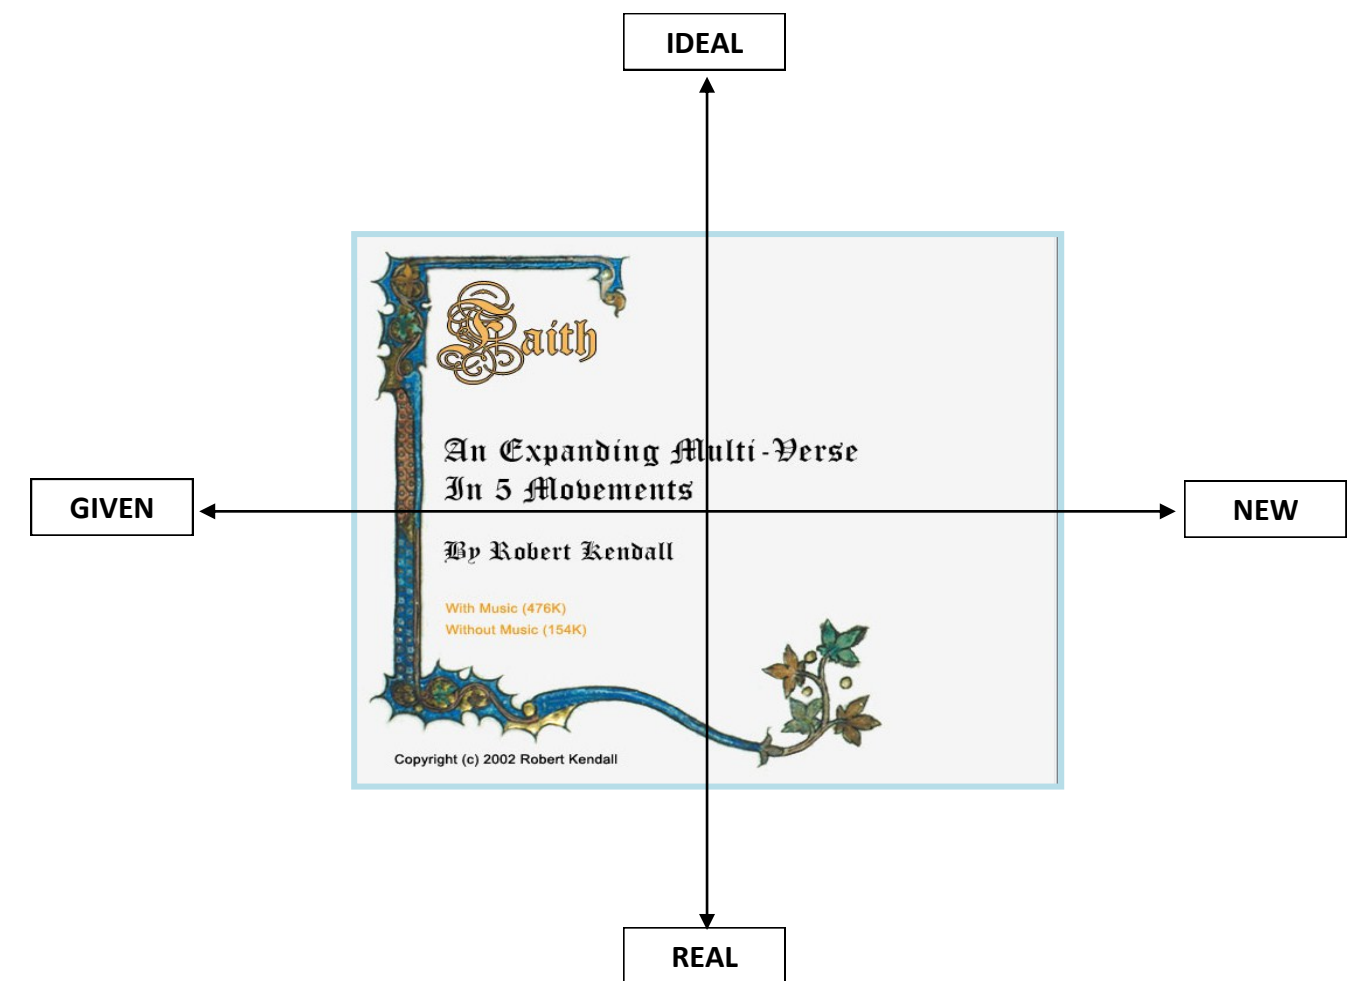 IDEAL
Faith
An Expanding Multi-Verse
In 5 Movements
GIVEN
NEW
By Robert Kendall
With Music (476K)
Without Music (154K)
Copyright (c) 2002 Robert Kendall
REAL